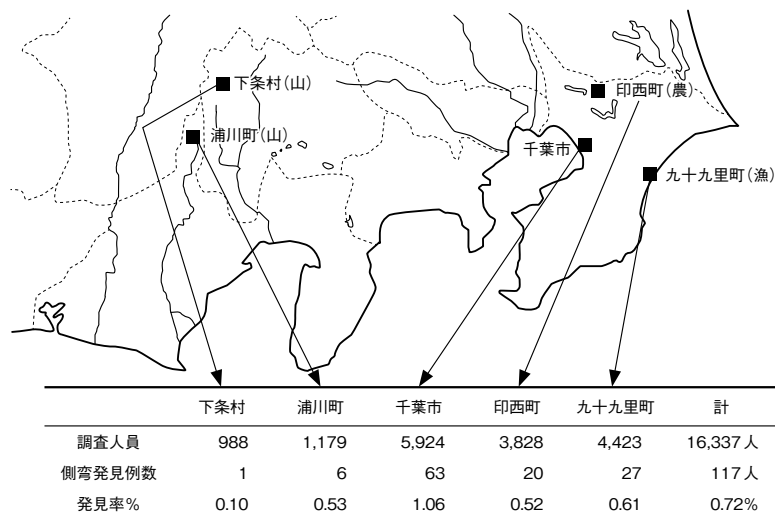 下条村(山)
印西町(農)
浦川町(山)
千葉市
九十九里町(漁)
下条村 浦川町 千葉市 印西町 九十九里町 計
調査人員 988 1,179 5,924 3,828 4,423 16,337人
側弯発見例数 1 6 63 20 27 117人
発見率% 0.10 0.53 1.06 0.52 0.61 0.72%